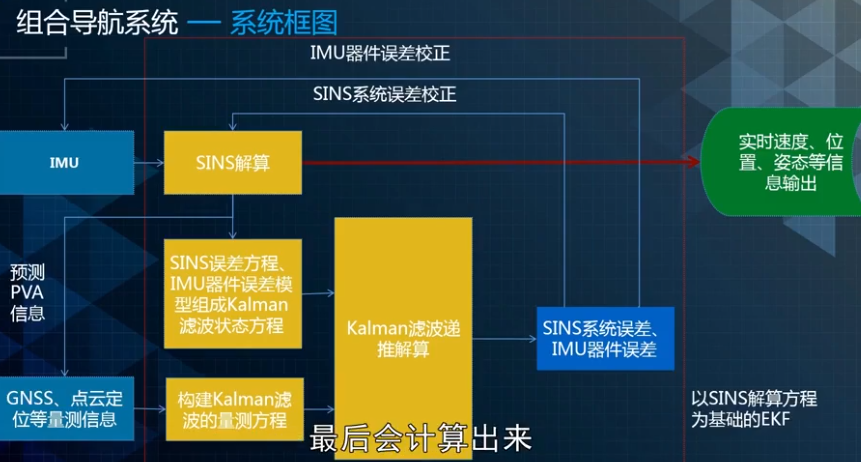 组合导航系统 — 系统框图
IMU器件误差校正
SINS系统误差校正
IMU
SINS解算
实时速度、位
置、姿态等信
息输出
预测
PVA
信息
SINS误差方程、
IMU器件误差模
型组成Kalman
滤波状态方程
Kalman滤波递
推解算
SINS系统误差、
IMU器件误差
GNSS、点云定
位等量测信息
构建Kalman滤
波的量测方程
以SINS解算方程
为基础的EKF
最后会计算出来